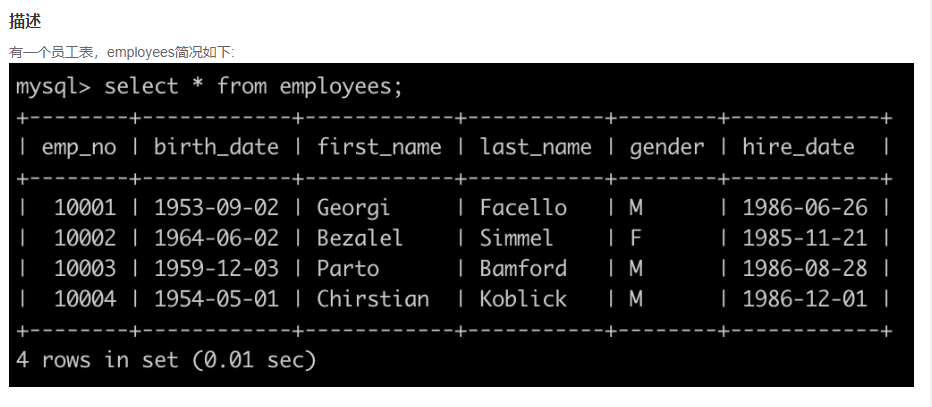 描述
有一个员工表，employees简况如下:
mysql> select * from employees;
+--------+------------+------------+-----------+--------+------------+
| emp_no | birth_date | first_name | last_name | gender | hire_date  |
+--------+------------+------------+-----------+--------+------------+
|  10001 | 1953-09-02 | Georgi     | Facello   | M      | 1986-06-26 |
|  10002 | 1964-06-02 | Bezalel    | Simmel    | F      | 1985-11-21 |
|  10003 | 1959-12-03 | Parto      | Bamford   | M      | 1986-08-28 |
|  10004 | 1954-05-01 | Chirstian  | Koblick   | M      | 1986-12-01 |
+--------+------------+------------+-----------+--------+------------+
4 rows in set (0.01 sec)